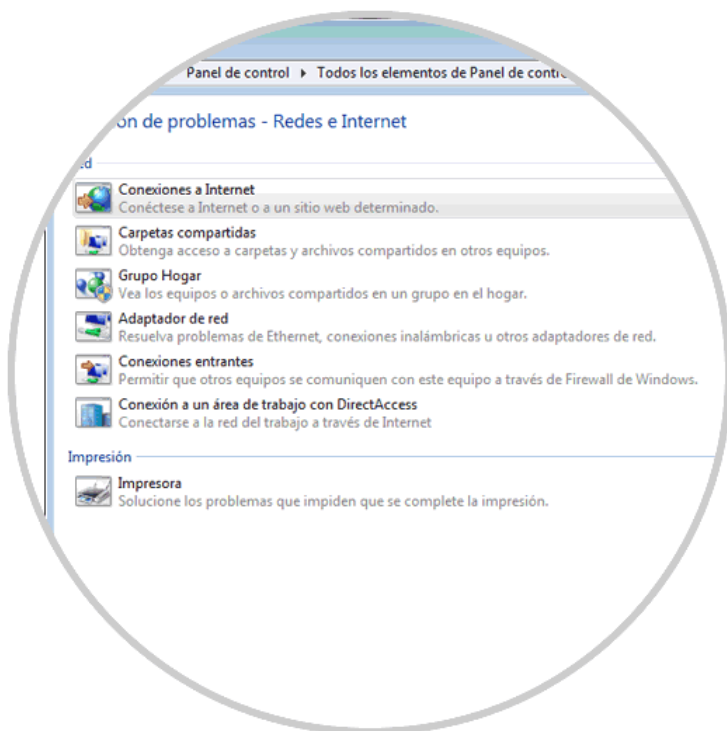 Panel de control ▸ Todos los elementos de Panel de
de problemas - Redes e Internet
Conexiones a Internet
Conéctese a Internet o a un sitio web determinado.
Carpetas compartidas
Obtenga acceso a carpetas y archivos compartidos en otros equipos.
Grupo Hogar
Vea los equipos o archivos compartidos en un grupo en el hogar.
Adaptador de red
Resuelva problemas de Ethernet, conexiones inalámbricas u otros adaptadores de red.
Conexiones entrantes
Permitir que otros equipos se comuniquen con este equipo a través de Firewall de Windows.
Conexión a un área de trabajo con DirectAccess
Conectarse a la red del trabajo a través de Internet
Impresión
Impresora
Solucione los problemas que impiden que se complete la impresión.